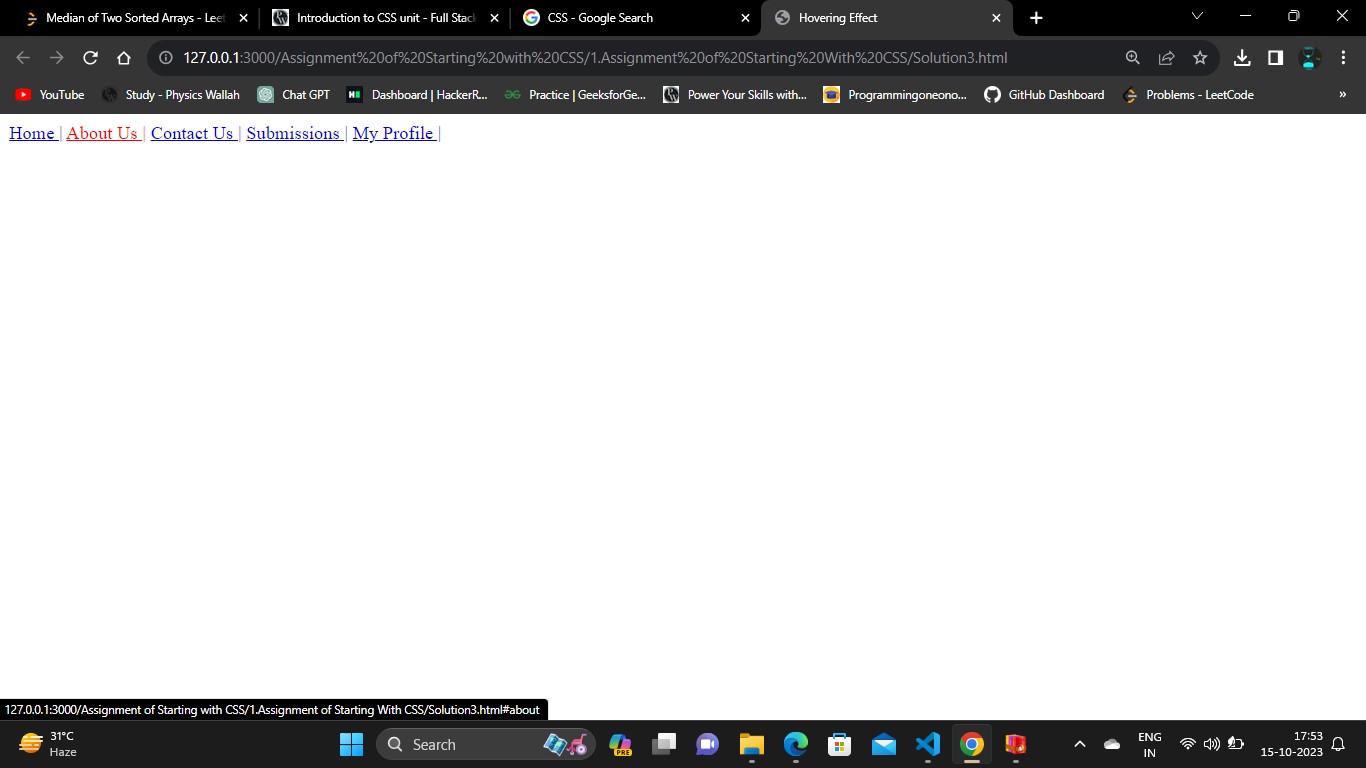 Median of Two Sorted Arrays - Leet
Introduction to CSS unit - Full Stack
CSS - Google Search
Hovering Effect
127.0.0.1:3000/Assignment%20of%20Starting%20with%20CSS/1.Assignment%20of%20Starting%20With%20CSS/Solution3.html
YouTube
Study - Physics Wallah
Chat GPT
Dashboard | HackerR...
Practice | GeeksforGe...
Power Your Skills with...
Programmingoneono...
GitHub Dashboard
Problems - LeetCode
»
Home | About Us | Contact Us | Submissions | My Profile |
127.0.0.1:3000/Assignment of Starting with CSS/1.Assignment of Starting With CSS/Solution3.html#about
31°C
Haze
Search
PRE
ENG
IN
17:53
15-10-2023